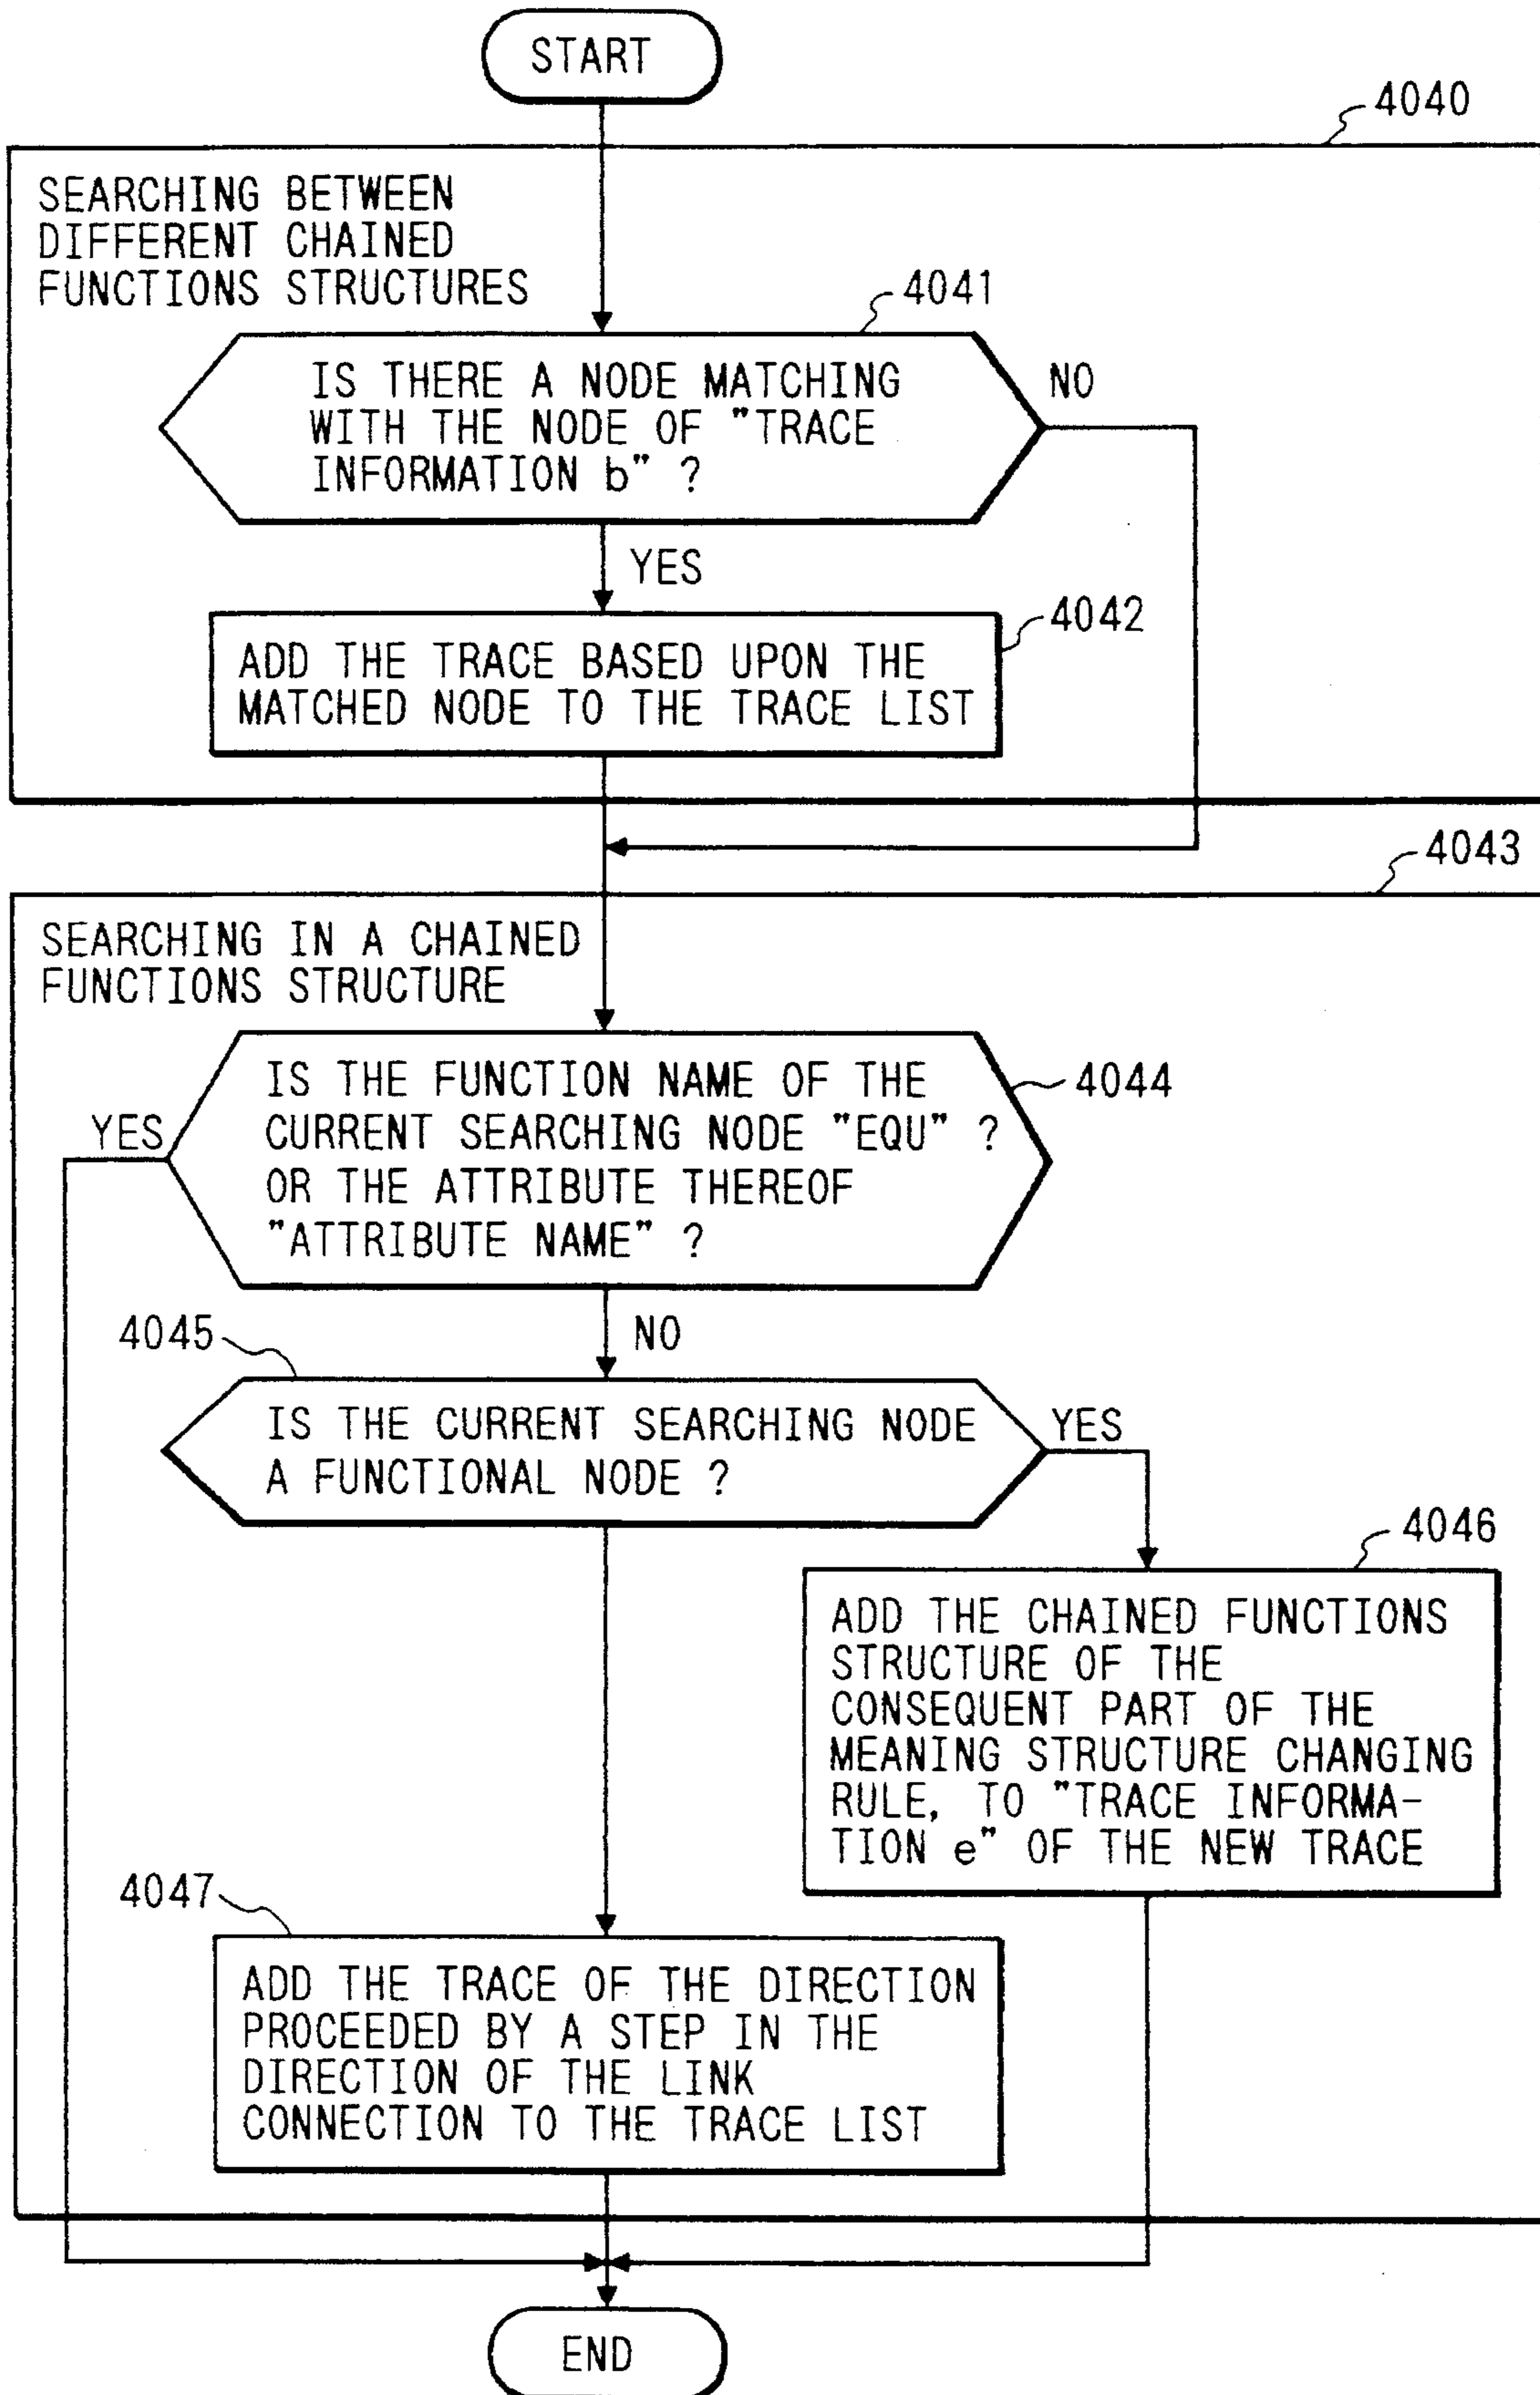 START
4040
SEARCHING BETWEEN
DIFFERENT CHAINED
FUNCTIONS STRUCTURES
4041
IS THERE A NODE MATCHING
WITH THE NODE OF "TRACE
INFORMATION b" ?
NO
YES
4042
ADD THE TRACE BASED UPON THE
MATCHED NODE TO THE TRACE LIST
4043
SEARCHING IN A CHAINED
FUNCTIONS STRUCTURE
IS THE FUNCTION NAME OF THE
CURRENT SEARCHING NODE "EQU" ?
OR THE ATTRIBUTE THEREOF
"ATTRIBUTE NAME" ?
4044
YES
NO
4045
IS THE CURRENT SEARCHING NODE
A FUNCTIONAL NODE ?
YES
4046
ADD THE CHAINED FUNCTIONS
STRUCTURE OF THE
CONSEQUENT PART OF THE
MEANING STRUCTURE CHANGING
RULE, TO "TRACE INFORMA-
TION e" OF THE NEW TRACE
4047
ADD THE TRACE OF THE DIRECTION
PROCEEDED BY A STEP IN THE
DIRECTION OF THE LINK
CONNECTION TO THE TRACE LIST
END